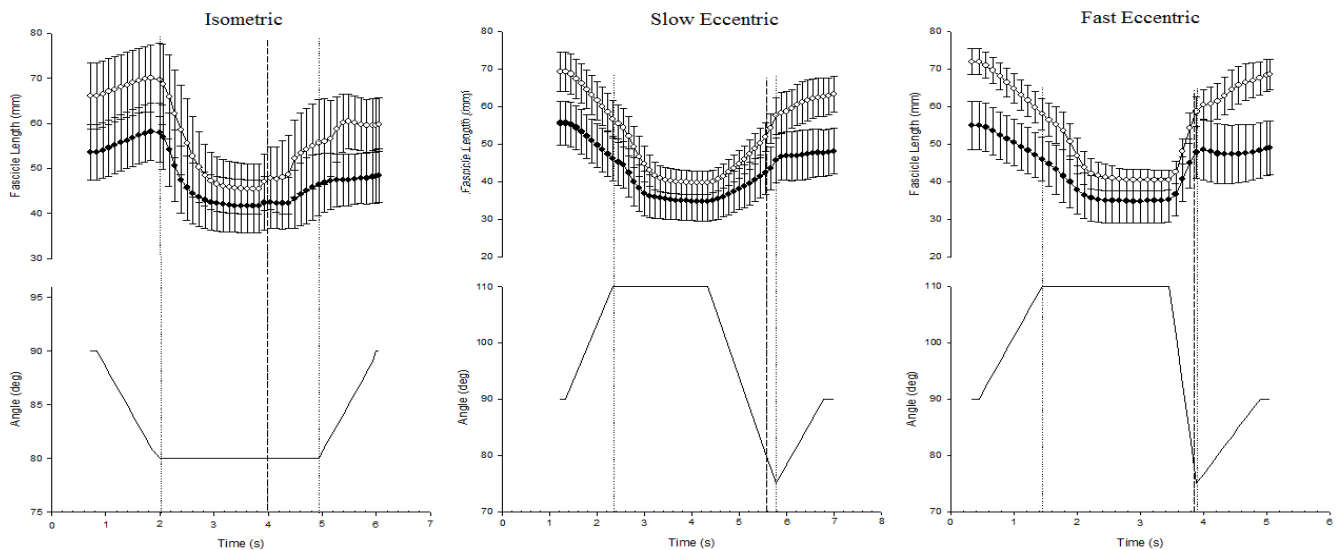 Isometric
Slow Eccentric
Fast Eccentric
80
70
60
50
40
30
Fascicle Length (mm)
80
70
60
50
40
30
20
Fascicle Length (mm)
80
70
60
50
40
30
20
Fascicle Length (mm)
95
90
85
80
75
Angle (deg)
0 1 2 3 4 5 6 7
Time (s)
110
100
90
80
70
Angle (deg)
0 1 2 3 4 5 6 7 8
Time (s)
110
100
90
80
70
Angle (deg)
0 1 2 3 4 5 6
Time (s)